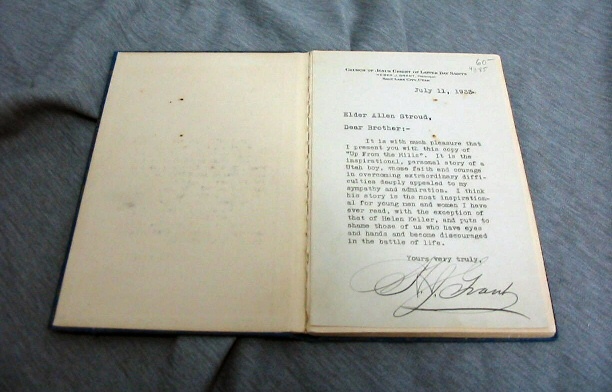 60-
CHURCH OF JESUS CHRIST OF LATTER DAY SAINTS
HEBER J. GRANT, PRESIDENT
SALT LAKE CITY, UTAH
July 11, 1938
Elder Allen Stroud,
Dear Brother:-
It is with much pleasure that
I present you with this copy of
"Up From the Hills". It is the
inspirational, personal story of a
Utah boy, whose faith and courage
in overcoming extraordinary diffi-
culties deeply appealed to my
sympathy and admiration. I think
his story is the most inspiration-
al for young men and women I have
ever read, with the exception of
that of Helen Keller, and puts to
shame those of us who have eyes
and hands and become discouraged
in the battle of life.
Yours very truly,
H. J. Grant